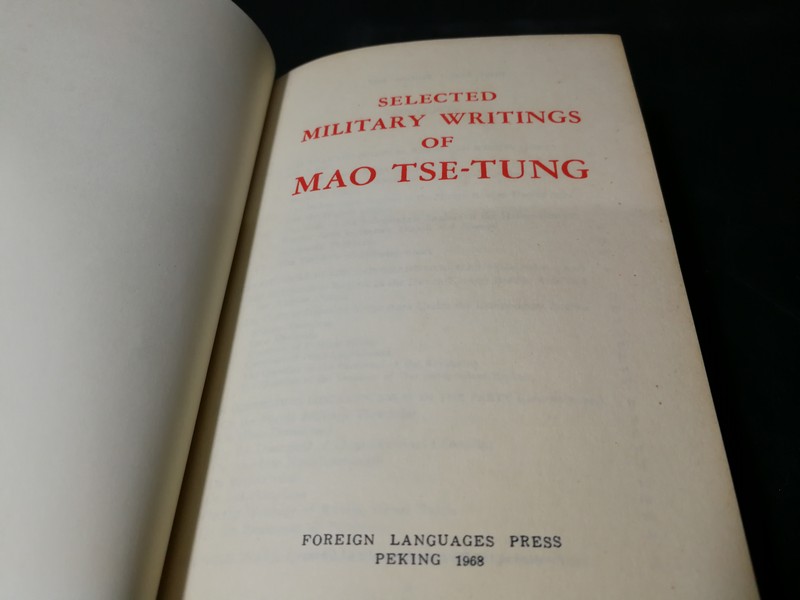 SELECTED
MILITARY WRITINGS
OF
MAO TSE-TUNG
FOREIGN LANGUAGES PRESS
PEKING 1968